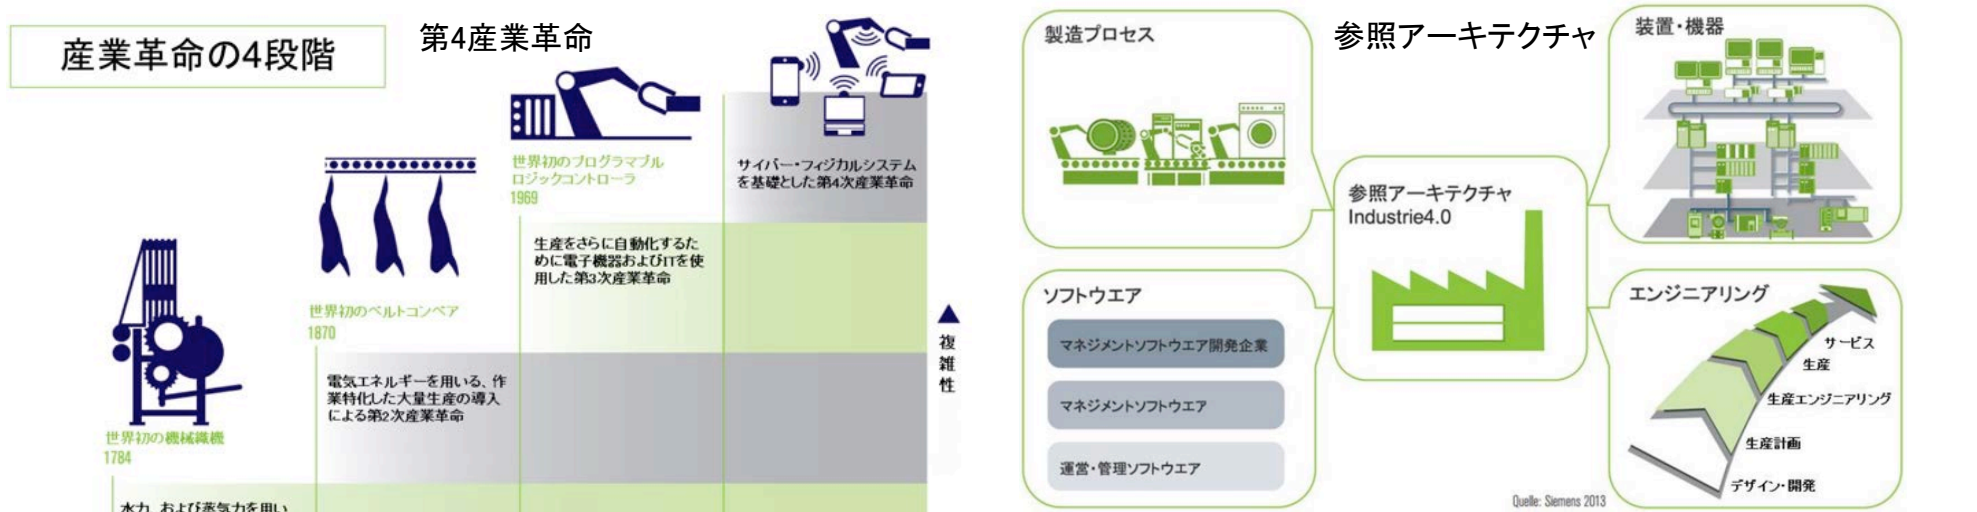 産業革命の4段階
第4産業革命
世界初のプログラマブル
ロジックコントローラ
1969
サイバー・フィジカルシステム
を基礎とした第4次産業革命
生産をさらに自動化するた
めに電子機器およびITを使
用した第3次産業革命
世界初のベルトコンベア
1870
電気エネルギーを用いる、作
業特化した大量生産の導入
による第2次産業革命
世界初の機械織機
1784
水力、および蒸気力を用い
▲
複
雑
性
参照アーキテクチャ
製造プロセス
装置・機器
参照アーキテクチャ
Industrie4.0
ソフトウエア
マネジメントソフトウエア開発企業
マネジメントソフトウエア
運営・管理ソフトウエア
エンジニアリング
サービス
生産
生産エンジニアリング
生産計画
デザイン・開発
Quelle: Siemens 2013